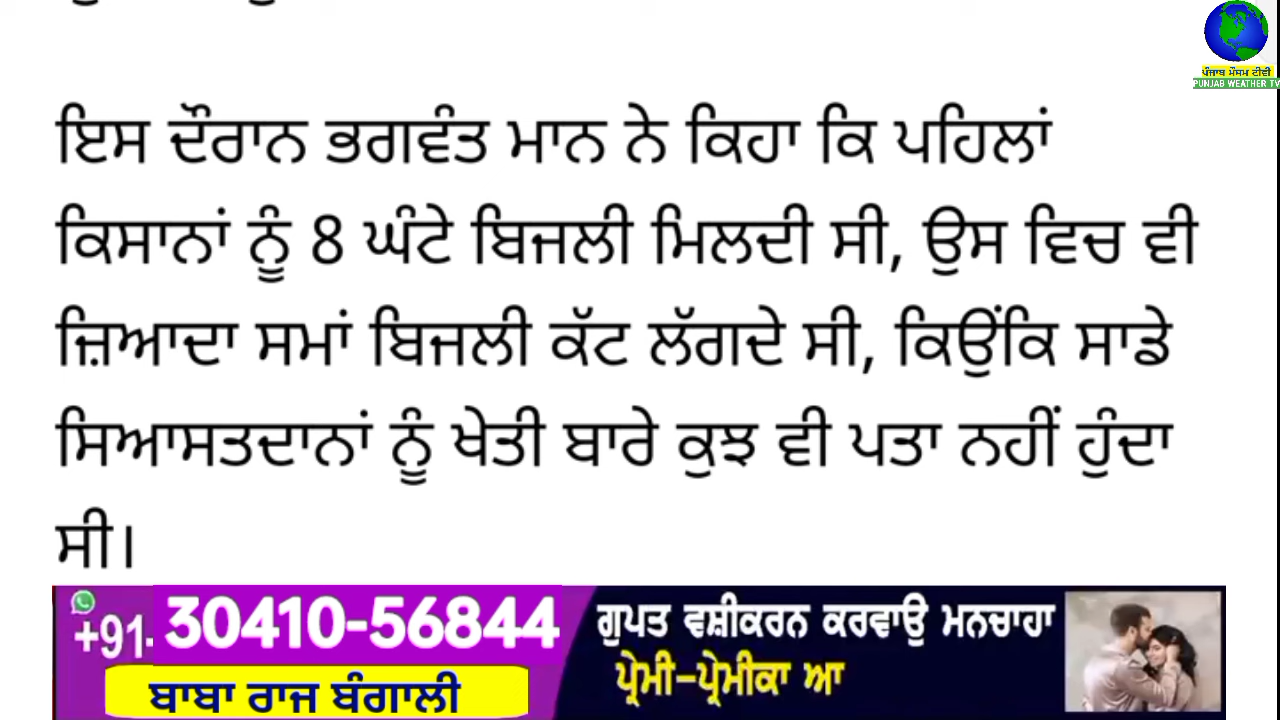 ਪੰਜਾਬ ਮੌਸਮ ਟੀਵੀ
PUNJAB WEATHER TV
ਇਸ ਦੌਰਾਨ ਭਗਵੰਤ ਮਾਨ ਨੇ ਕਿਹਾ ਕਿ ਪਹਿਲਾਂ
ਕਿਸਾਨਾਂ ਨੂੰ 8 ਘੰਟੇ ਬਿਜਲੀ ਮਿਲਦੀ ਸੀ, ਉਸ ਵਿਚ ਵੀ
ਜ਼ਿਆਦਾ ਸਮਾਂ ਬਿਜਲੀ ਕੱਟ ਲੱਗਦੇ ਸੀ, ਕਿਉਂਕਿ ਸਾਡੇ
ਸਿਆਸਤਦਾਨਾਂ ਨੂੰ ਖੇਤੀ ਬਾਰੇ ਕੁਝ ਵੀ ਪਤਾ ਨਹੀਂ ਹੁੰਦਾ
ਸੀ।
+91. 30410-56844
ਬਾਬਾ ਰਾਜ ਬੰਗਾਲੀ
ਗੁਪਤ ਵਸ਼ੀਕਰਨ ਕਰਵਾਉ ਮਨਚਾਹਾ
ਪ੍ਰੇਮੀ-ਪ੍ਰੇਮੀਕਾ ਆ